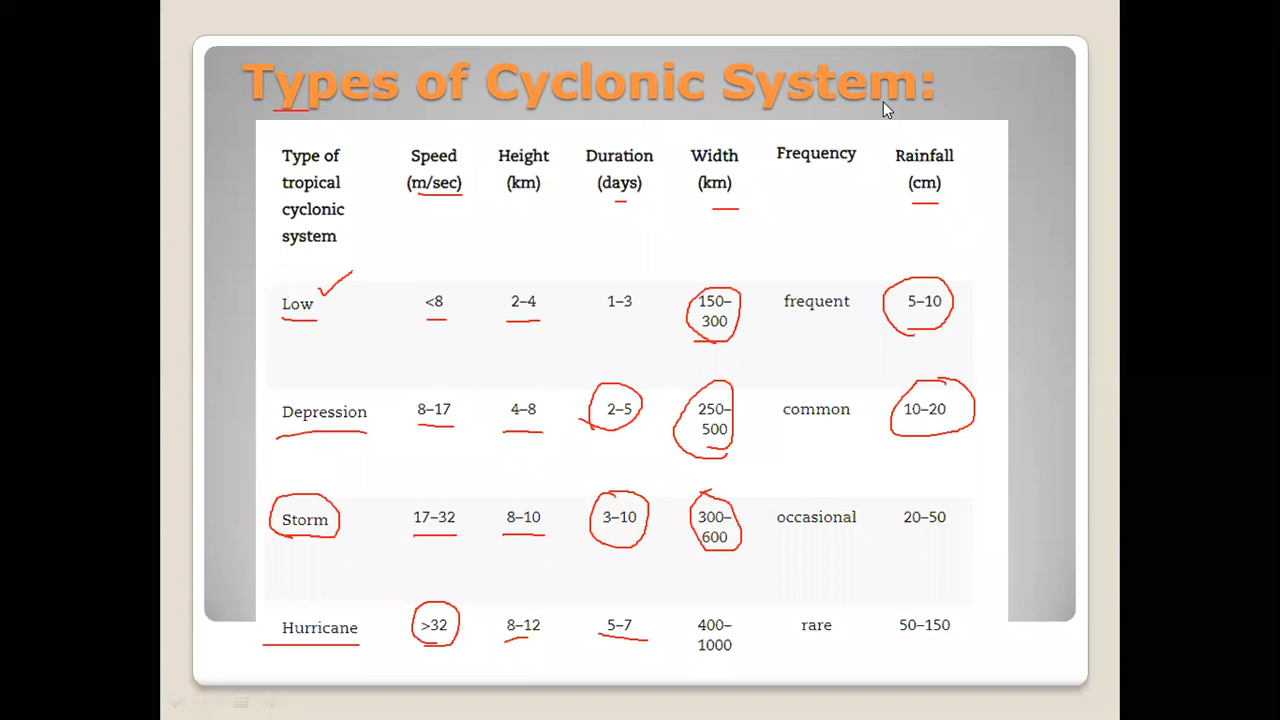 Types of Cyclonic System:
Type of tropical cyclonic system Speed (m/sec) Height (km) Duration (days) Width (km) Frequency Rainfall (cm)
Low <8 2–4 1–3 150–300 frequent 5–10
Depression 8–17 4–8 2–5 250–500 common 10–20
Storm 17–32 8–10 3–10 300–600 occasional 20–50
Hurricane >32 8–12 5–7 400–1000 rare 50–150